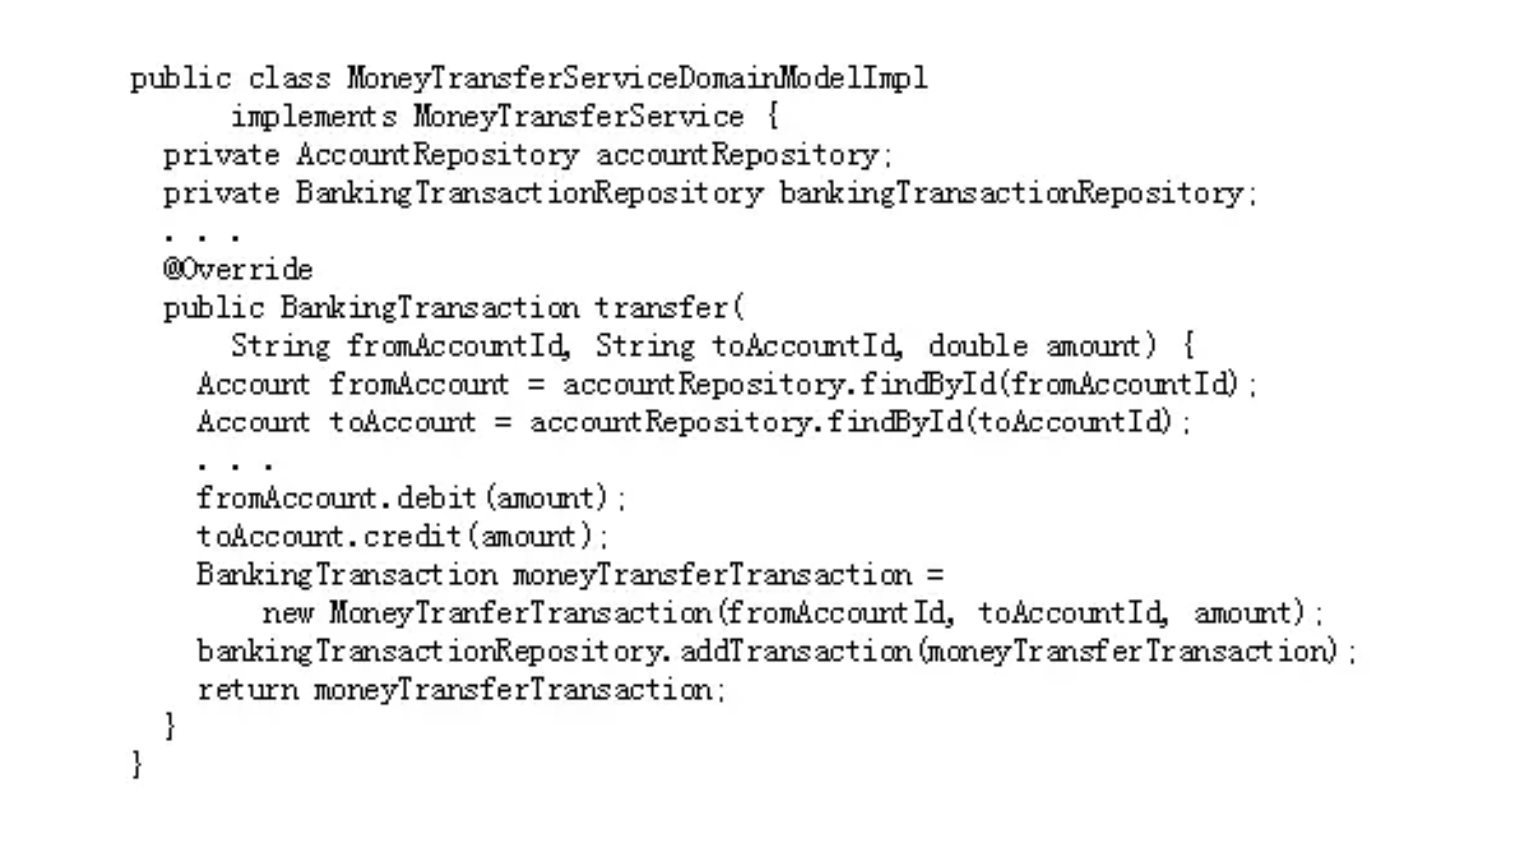 public class MoneyTransferServiceDomainModelImpl
implements MoneyTransferService {
private AccountRepository accountRepository;
private BankingTransactionRepository bankingTransactionRepository;
. . .
@Override
public BankingTransaction transfer(
String fromAccountId, String toAccountId, double amount) {
Account fromAccount = accountRepository.findById(fromAccountId);
Account toAccount = accountRepository.findById(toAccountId);
. . .
fromAccount.debit(amount);
toAccount.credit(amount);
BankingTransaction moneyTransferTransaction =
new MoneyTranferTransaction(fromAccountId, toAccountId, amount);
bankingTransactionRepository.addTransaction(moneyTransferTransaction);
return moneyTransferTransaction;
}
}